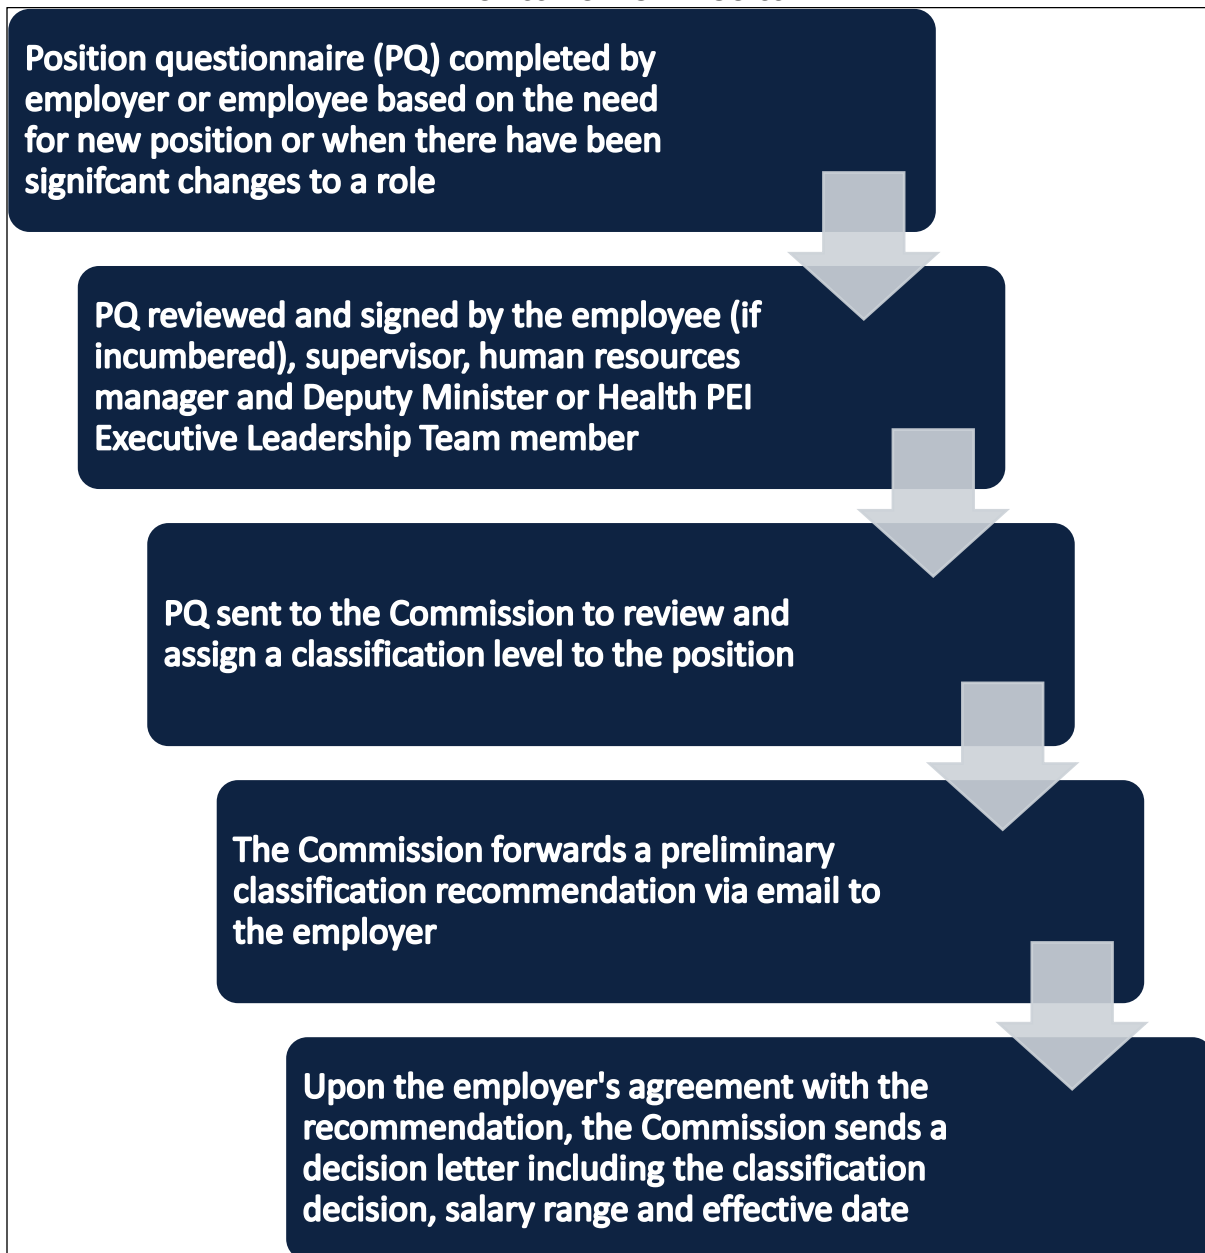 Position questionnaire (PQ) completed by
employer or employee based on the need
for new position or when there have been
signifcant changes to a role
PQ reviewed and signed by the employee (if
incumbered), supervisor, human resources
manager and Deputy Minister or Health PEI
Executive Leadership Team member
PQ sent to the Commission to review and
assign a classification level to the position
The Commission forwards a preliminary
classification recommendation via email to
the employer
Upon the employer's agreement with the
recommendation, the Commission sends a
decision letter including the classification
decision, salary range and effective date